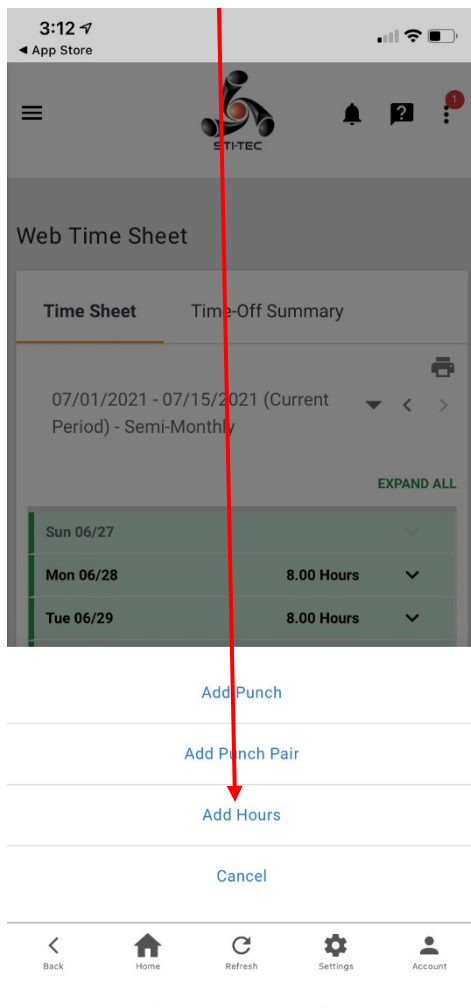 3:12
◀ App Store
1
STI-TEC
Web Time Sheet
Time Sheet Time-Off Summary
07/01/2021 - 07/15/2021 (Current
Period) - Semi-Monthly
EXPAND ALL
Sun 06/27
Mon 06/28 8.00 Hours
Tue 06/29 8.00 Hours
Add Punch
Add Punch Pair
Add Hours
Cancel
Back Home Refresh Settings Account